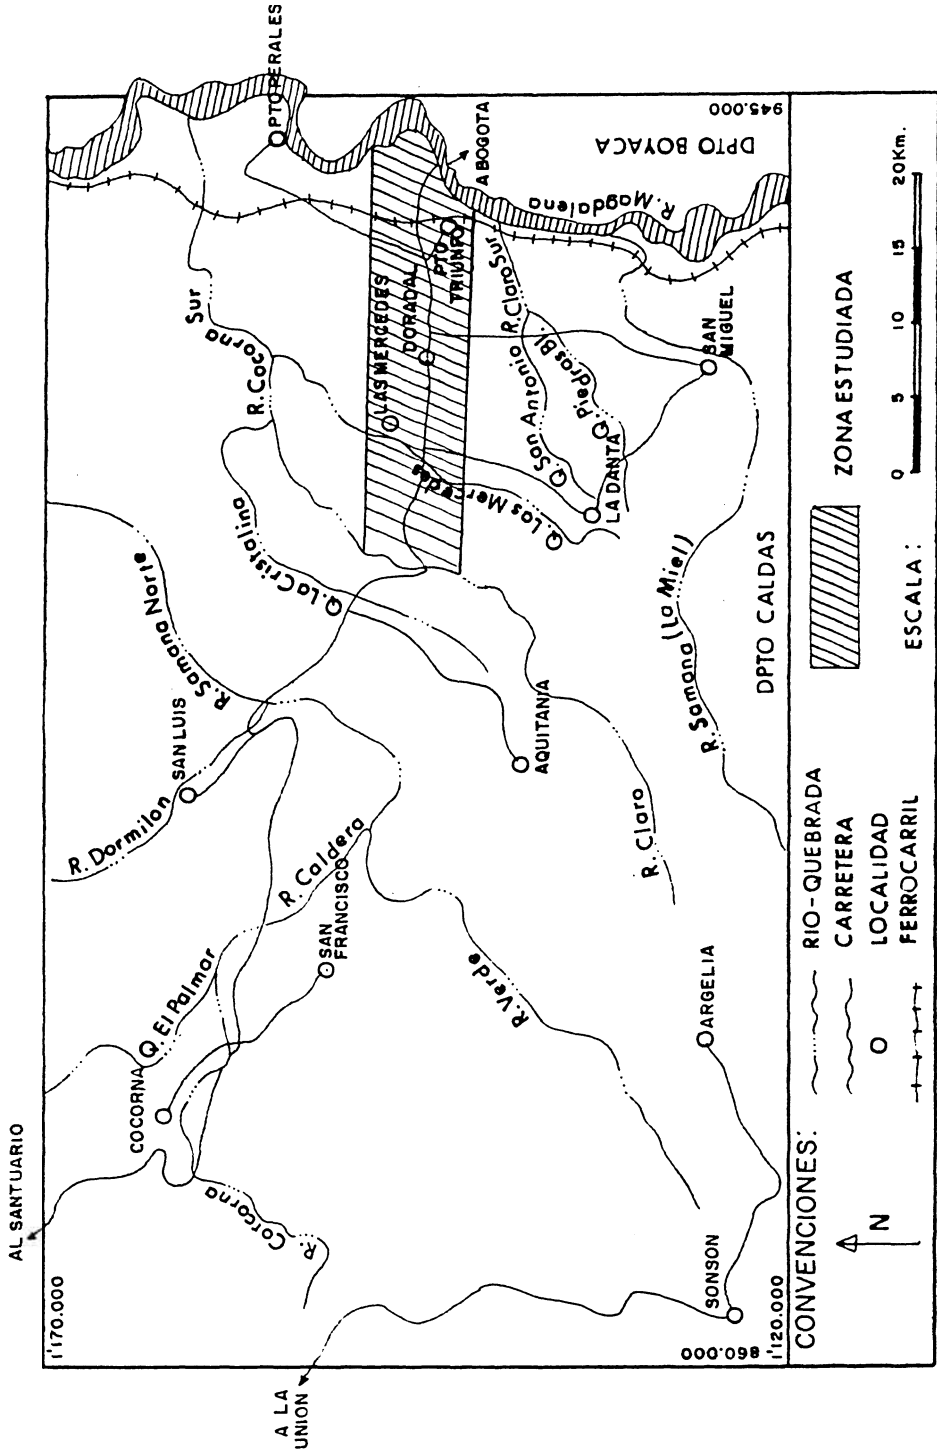 AL SANTUARIO
1'170.000
A LA
UNION
R. Corcorna
COCORNA
Q. El Palmar
R. Dormilon
SAN LUIS
R. Samana Norte
R. Caldera
SAN
FRANCISCO
R. Verde
Q. La Cristalina
R. Cocorna Sur
PTO PERALES
LAS MERCEDES
DORADAL
PTO
TRIUNFO
A BOGOTA
R. Magdalena
DPTO BOYACA
945.000
Q. Las Mercedes
Q. San Antonio
R. Claro Sur
Q. Piedras Bl.
LA DANTA
SAN
MIGUEL
AQUITANIA
R. Claro
R. Samana (La Miel)
DPTO CALDAS
ARGELIA
SONSON
860.000
1'120.000
CONVENCIONES:
N
RIO-QUEBRADA
CARRETERA
LOCALIDAD
FERROCARRIL
ZONA ESTUDIADA
ESCALA:
0 5 10 15 20Km.